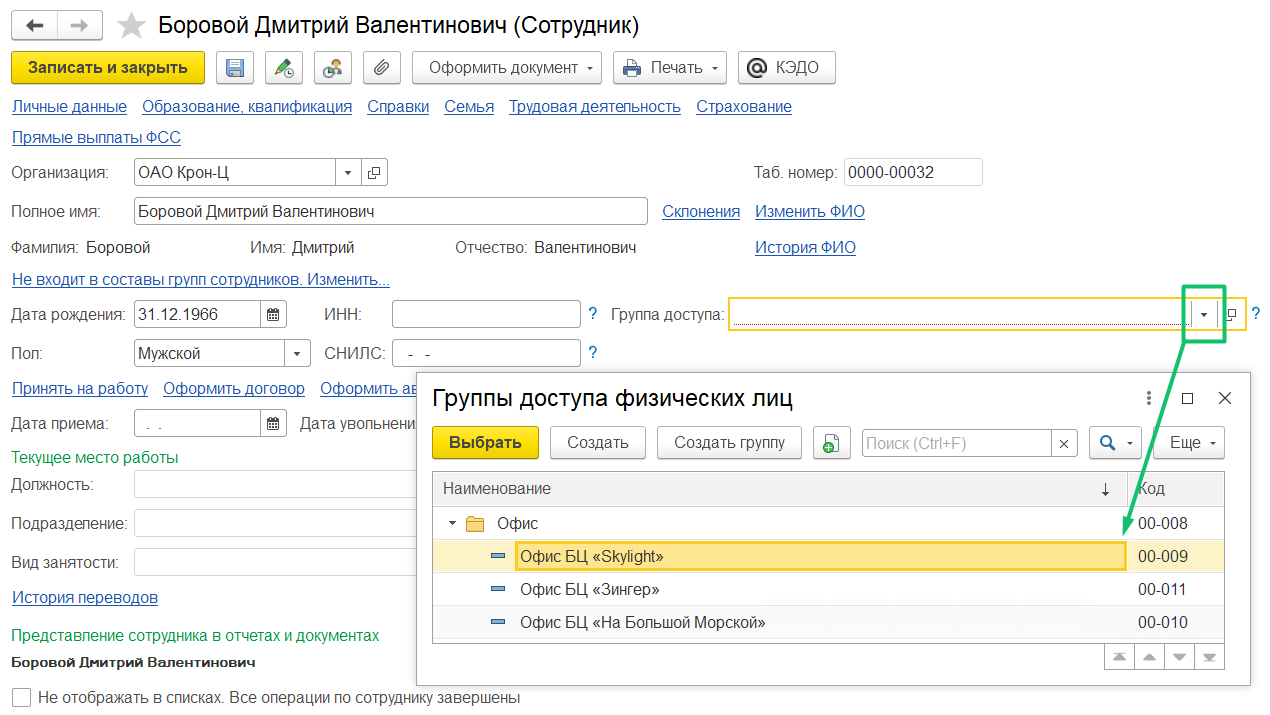 Боровой Дмитрий Валентинович (Сотрудник)
Записать и закрыть Оформить документ Печать КЭДО
Личные данные Образование, квалификация Справки Семья Трудовая деятельность Страхование
Прямые выплаты ФСС
Организация: ОАО Крон-Ц Таб. номер: 0000-00032
Полное имя: Боровой Дмитрий Валентинович Склонения Изменить ФИО
Фамилия: Боровой Имя: Дмитрий Отчество: Валентинович История ФИО
Не входит в составы групп сотрудников. Изменить...
Дата рождения: 31.12.1966 ИНН: ? Группа доступа: ?
Пол: Мужской СНИЛС: - - ?
Принять на работу Оформить договор Оформить ав
Дата приема: . . Дата увольнени
Текущее место работы
Должность:
Подразделение:
Вид занятости:
История переводов
Представление сотрудника в отчетах и документах
Боровой Дмитрий Валентинович
Не отображать в списках. Все операции по сотруднику завершены
Группы доступа физических лиц
Выбрать Создать Создать группу Поиск (Ctrl+F) × Еще
Наименование ↓ Код
Офис 00-008
Офис БЦ «Skylight» 00-009
Офис БЦ «Зингер» 00-011
Офис БЦ «На Большой Морской» 00-010